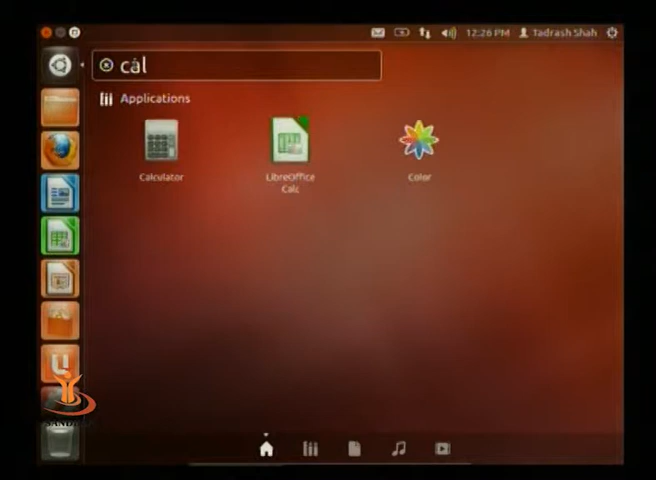 12:26 PM Tadrash Shah
cal
Applications
Calculator
LibreOffice
Calc
Color